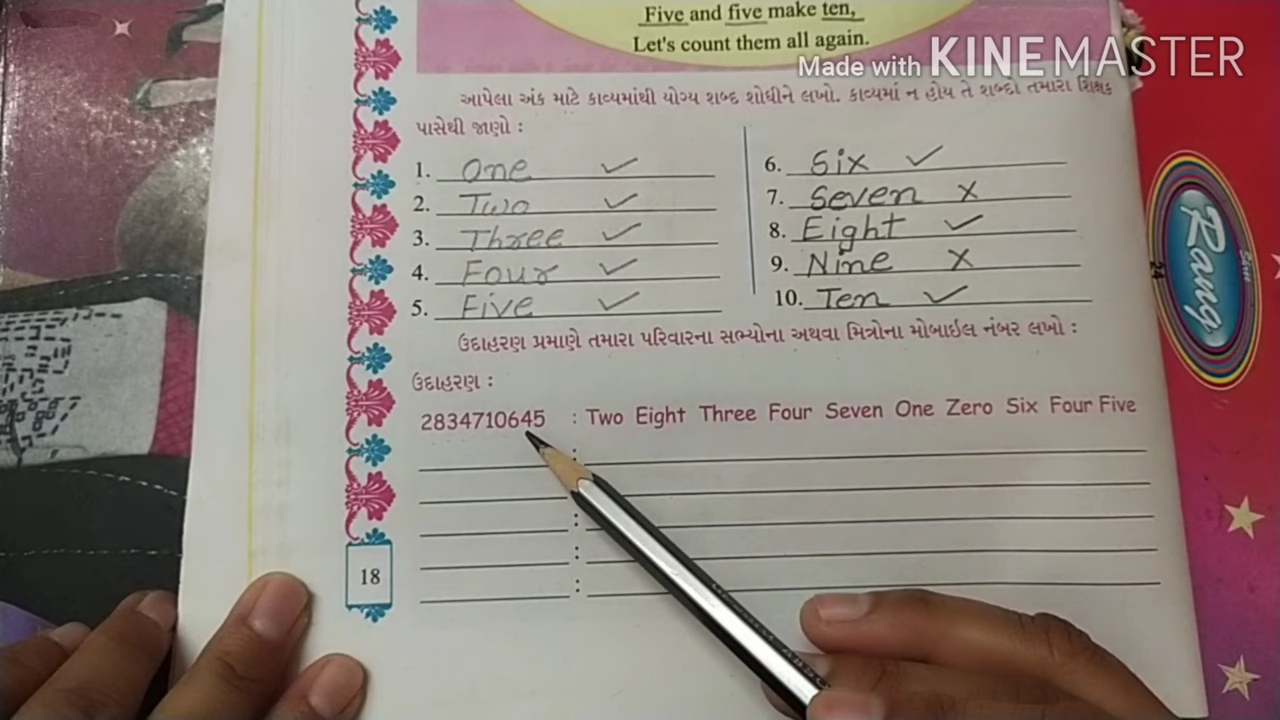 Five and five make ten,
Let's count them all again.
Made with KINEMASTER
આપેલા અંક માટે કાવ્યમાંથી યોગ્ય શબ્દ શોધીને લખો. કાવ્યમાં ન હોય તે શબ્દો તમારા શિક્ષક
પાસેથી જાણો :
1. One ✓
2. Two ✓
3. Three ✓
4. Four ✓
5. Five ✓
6. Six ✓
7. Seven ×
8. Eight ✓
9. Nine ×
10. Ten ✓
ઉદાહરણ પ્રમાણે તમારા પરિવારના સભ્યોના અથવા મિત્રોના મોબાઇલ નંબર લખો :
ઉદાહરણ :
2834710645 : Two Eight Three Four Seven One Zero Six Four Five
:
:
:
:
:
18
Rang
24